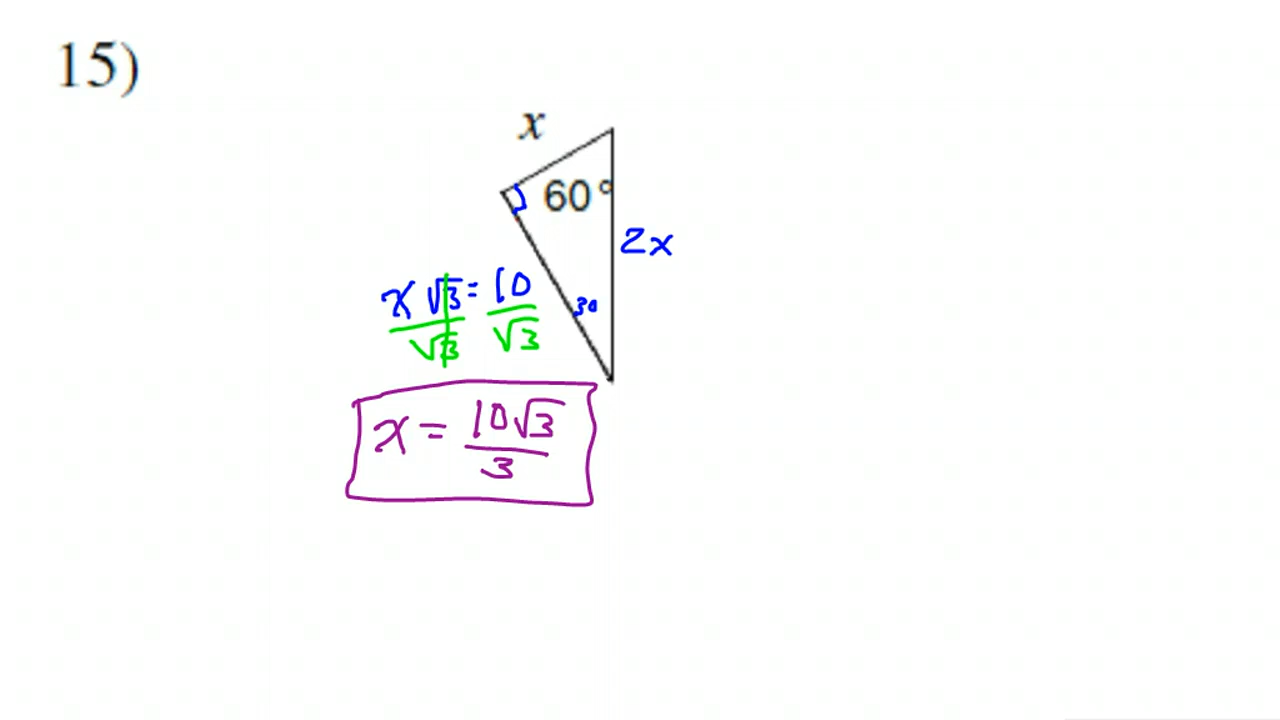 15)
x
60°
2x
x√3 = 10
30
√3 √3
x = 10√3
3